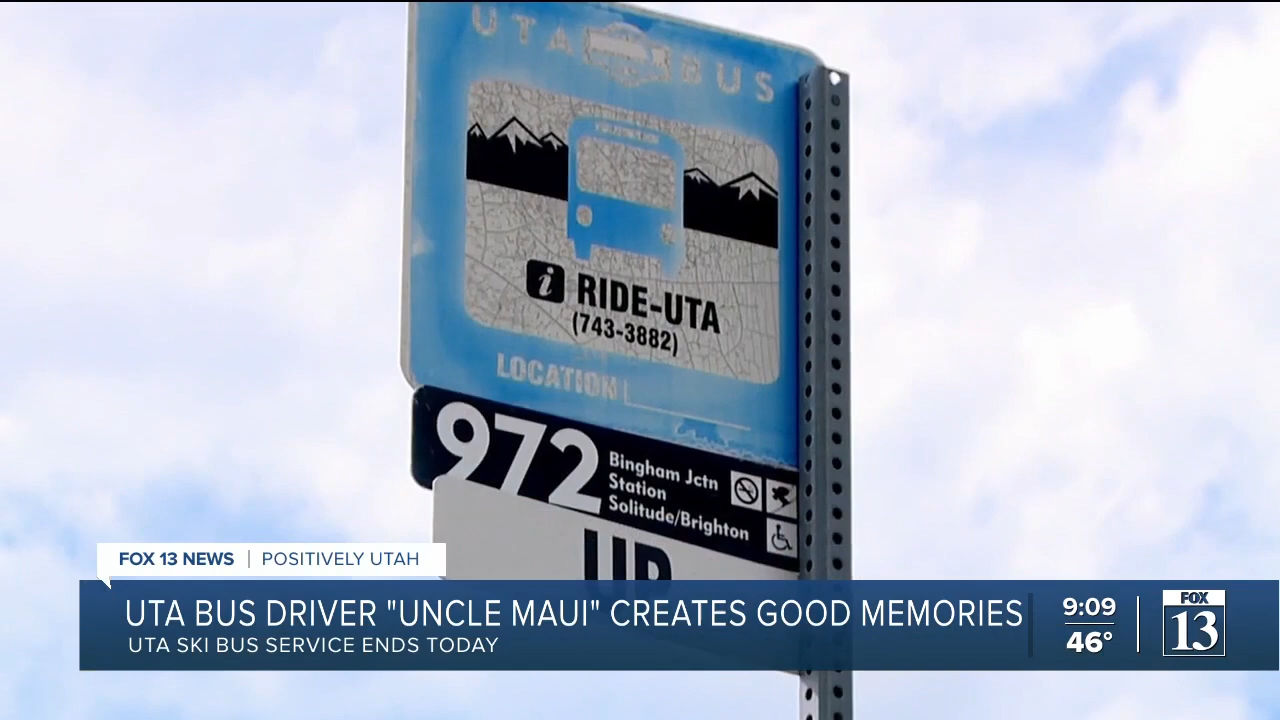 UTA BUS
i RIDE-UTA
(743-3882)
LOCATION
972
Bingham Jctn
Station
Solitude/Brighton
UP
FOX 13 NEWS | POSITIVELY UTAH
UTA BUS DRIVER "UNCLE MAUI" CREATES GOOD MEMORIES
UTA SKI BUS SERVICE ENDS TODAY
9:09
46°
FOX
13